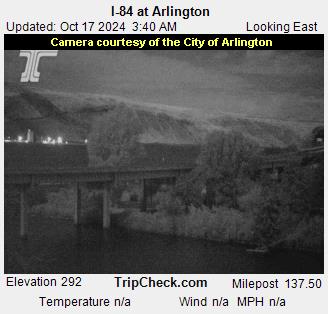 I-84 at Arlington
Updated: Oct 17 2024 3:40 AM Looking East
Camera courtesy of the City of Arlington
Elevation 292 TripCheck.com Milepost 137.50
Temperature n/a Wind n/a MPH n/a